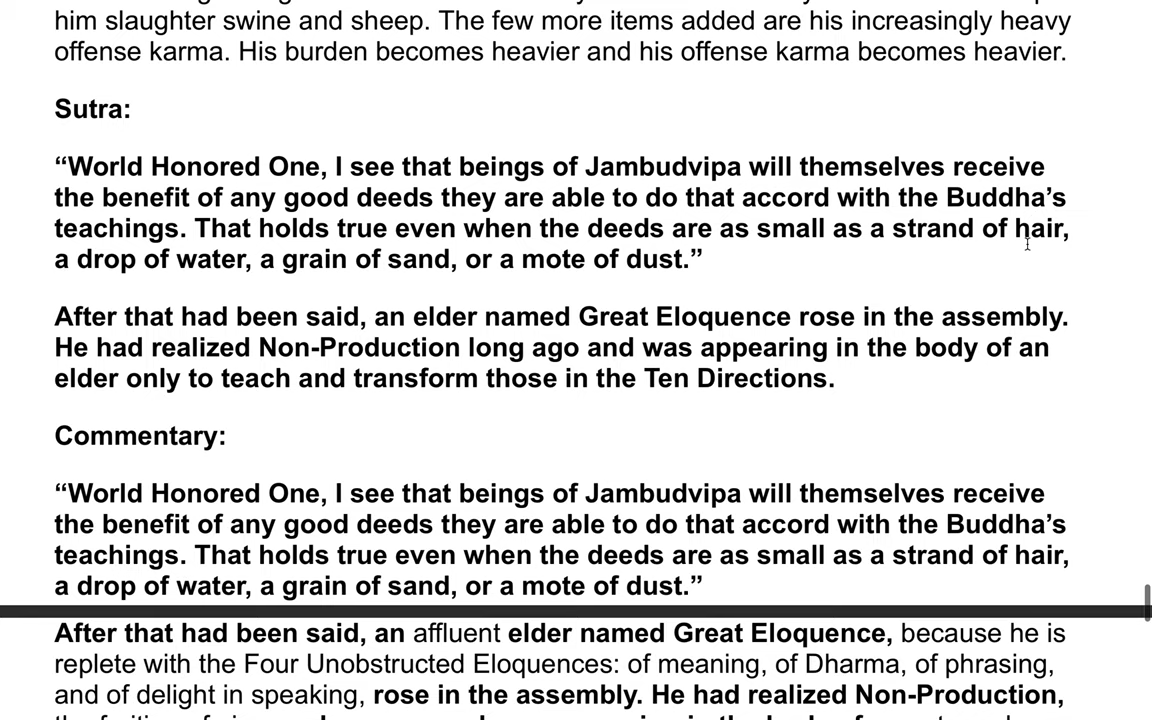 him slaughter swine and sheep. The few more items added are his increasingly heavy
offense karma. His burden becomes heavier and his offense karma becomes heavier.
Sutra:
“World Honored One, I see that beings of Jambudvipa will themselves receive
the benefit of any good deeds they are able to do that accord with the Buddha’s
teachings. That holds true even when the deeds are as small as a strand of hair,
a drop of water, a grain of sand, or a mote of dust.”
After that had been said, an elder named Great Eloquence rose in the assembly.
He had realized Non-Production long ago and was appearing in the body of an
elder only to teach and transform those in the Ten Directions.
Commentary:
“World Honored One, I see that beings of Jambudvipa will themselves receive
the benefit of any good deeds they are able to do that accord with the Buddha’s
teachings. That holds true even when the deeds are as small as a strand of hair,
a drop of water, a grain of sand, or a mote of dust.”
After that had been said, an affluent elder named Great Eloquence, because he is
replete with the Four Unobstructed Eloquences: of meaning, of Dharma, of phrasing,
and of delight in speaking, rose in the assembly. He had realized Non-Production,